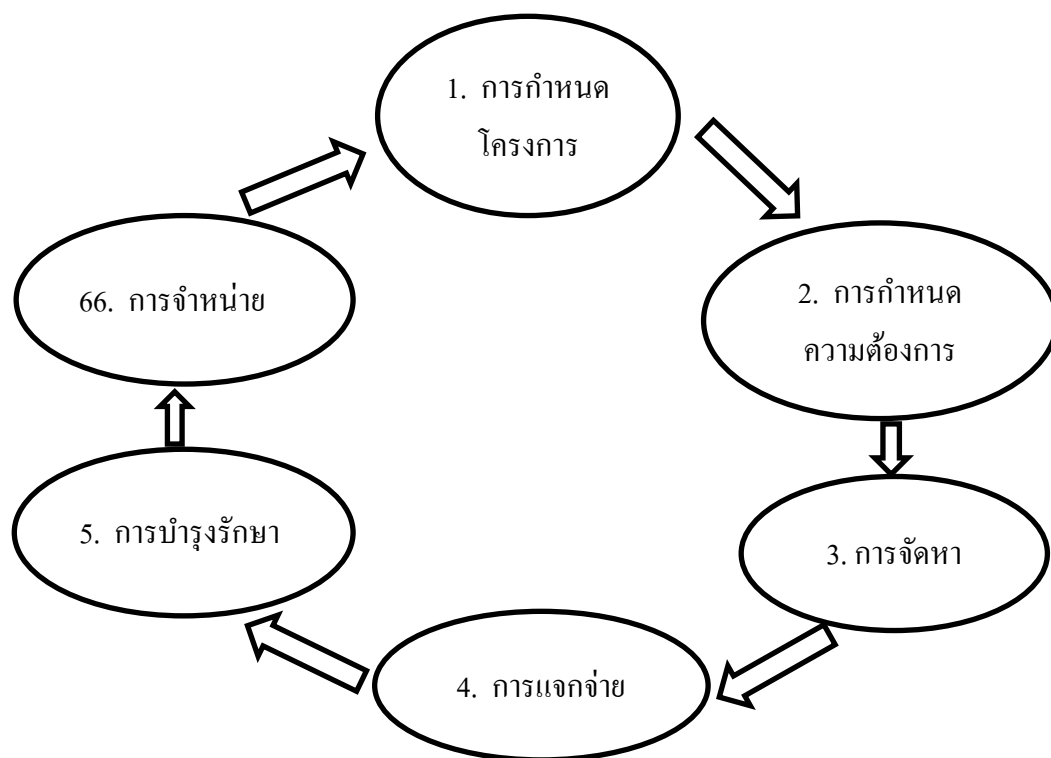 1. การกำหนด
โครงการ
2. การกำหนด
ความต้องการ
3. การจัดหา
4. การแจกจ่าย
5. การบำรุงรักษา
66. การจำหน่าย